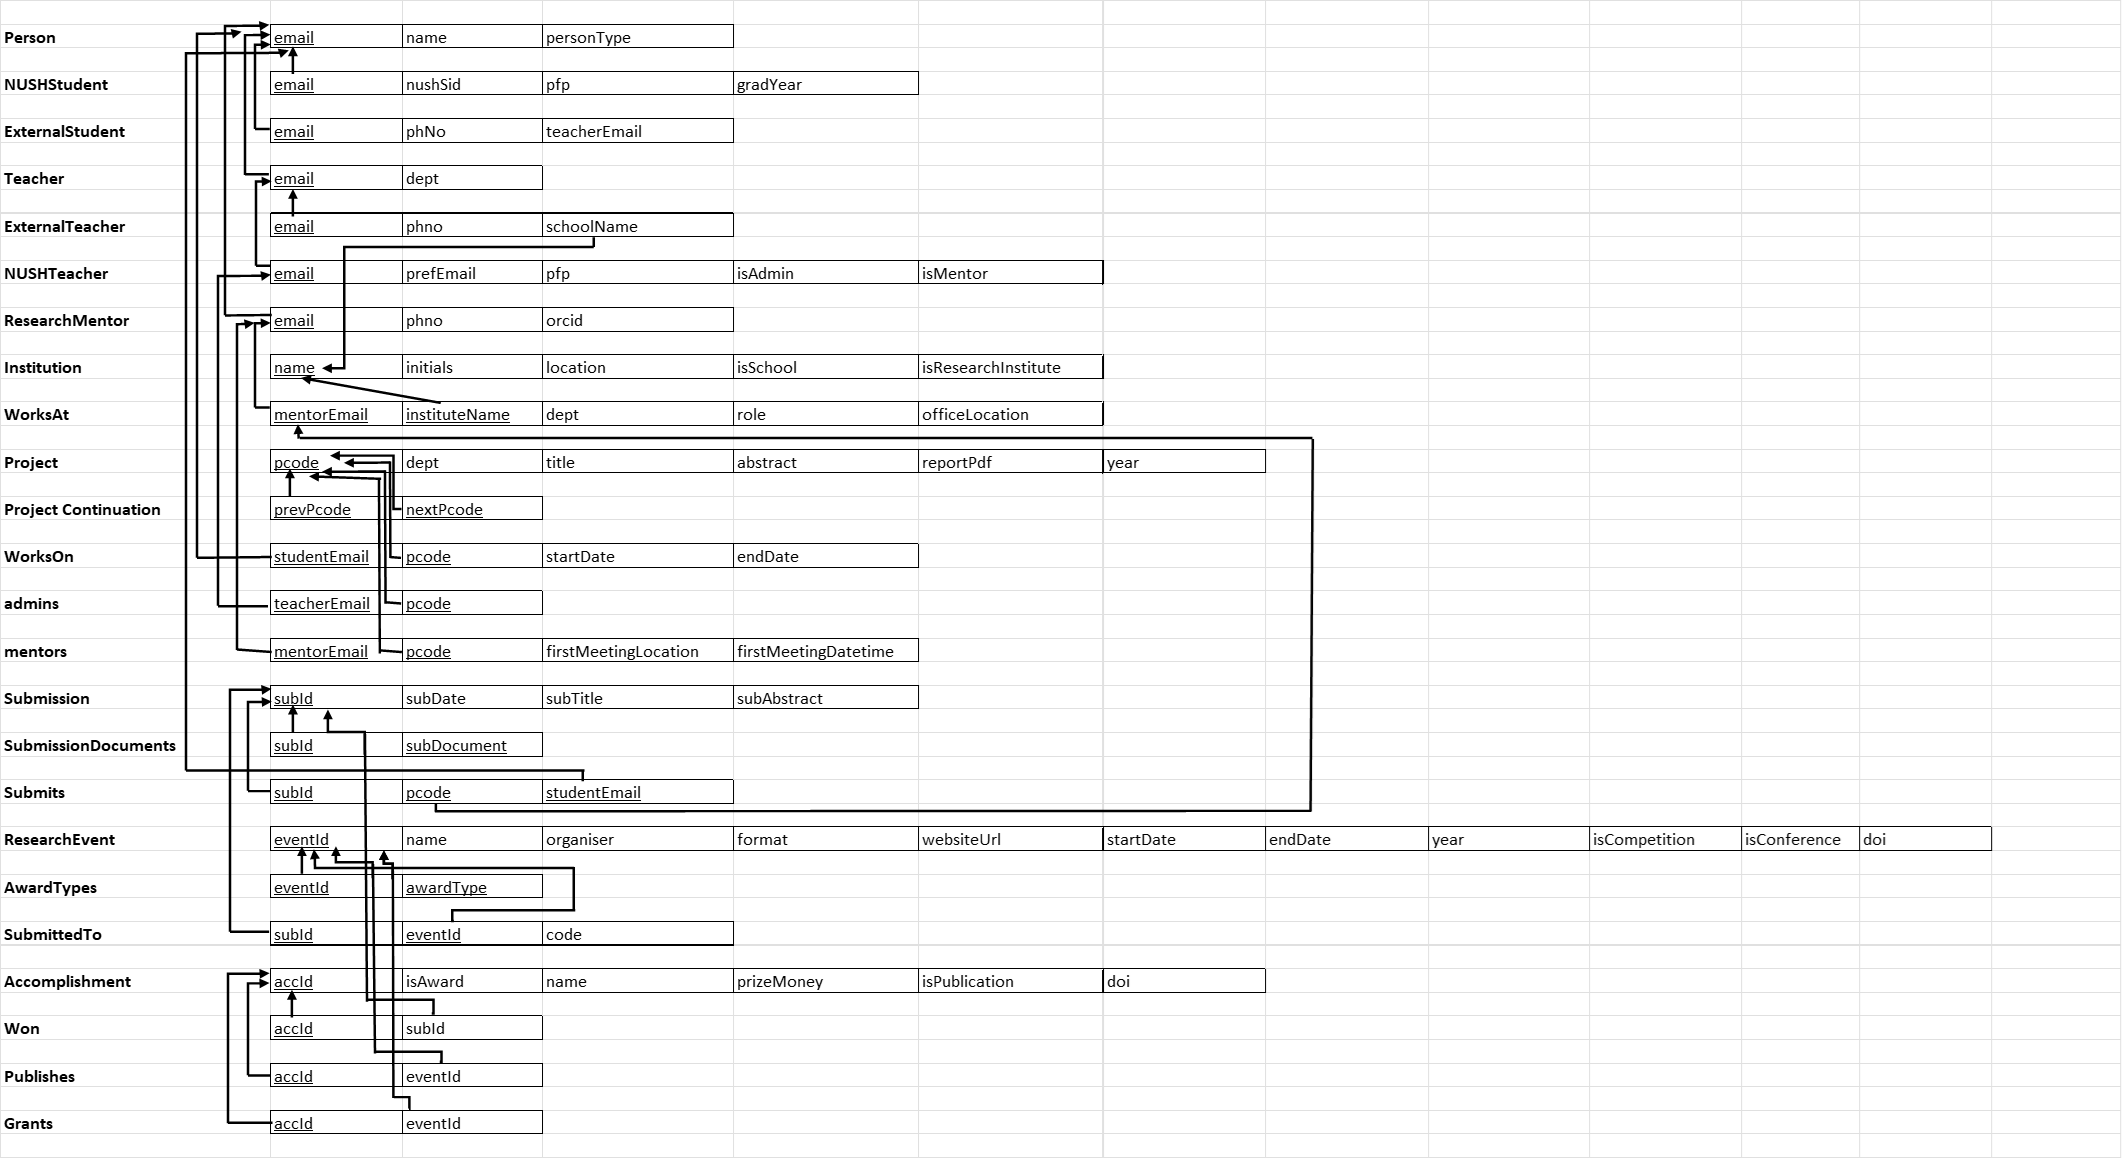 Person email name personType
NUSHStudent email nushSid pfp gradYear
ExternalStudent email phNo teacherEmail
Teacher email dept
ExternalTeacher email phno schoolName
NUSHTeacher email prefEmail pfp isAdmin isMentor
ResearchMentor email phno orcid
Institution name initials location isSchool isResearchInstitute
WorksAt mentorEmail instituteName dept role officeLocation
Project pcode dept title abstract reportPdf year
Project Continuation prevPcode nextPcode
WorksOn studentEmail pcode startDate endDate
admins teacherEmail pcode
mentors mentorEmail pcode firstMeetingLocation firstMeetingDatetime
Submission subId subDate subTitle subAbstract
SubmissionDocuments subId subDocument
Submits subId pcode studentEmail
ResearchEvent eventId name organiser format websiteUrl startDate endDate year isCompetition isConference doi
AwardTypes eventId awardType
SubmittedTo subId eventId code
Accomplishment accId isAward name prizeMoney isPublication doi
Won accId subId
Publishes accId eventId
Grants accId eventId